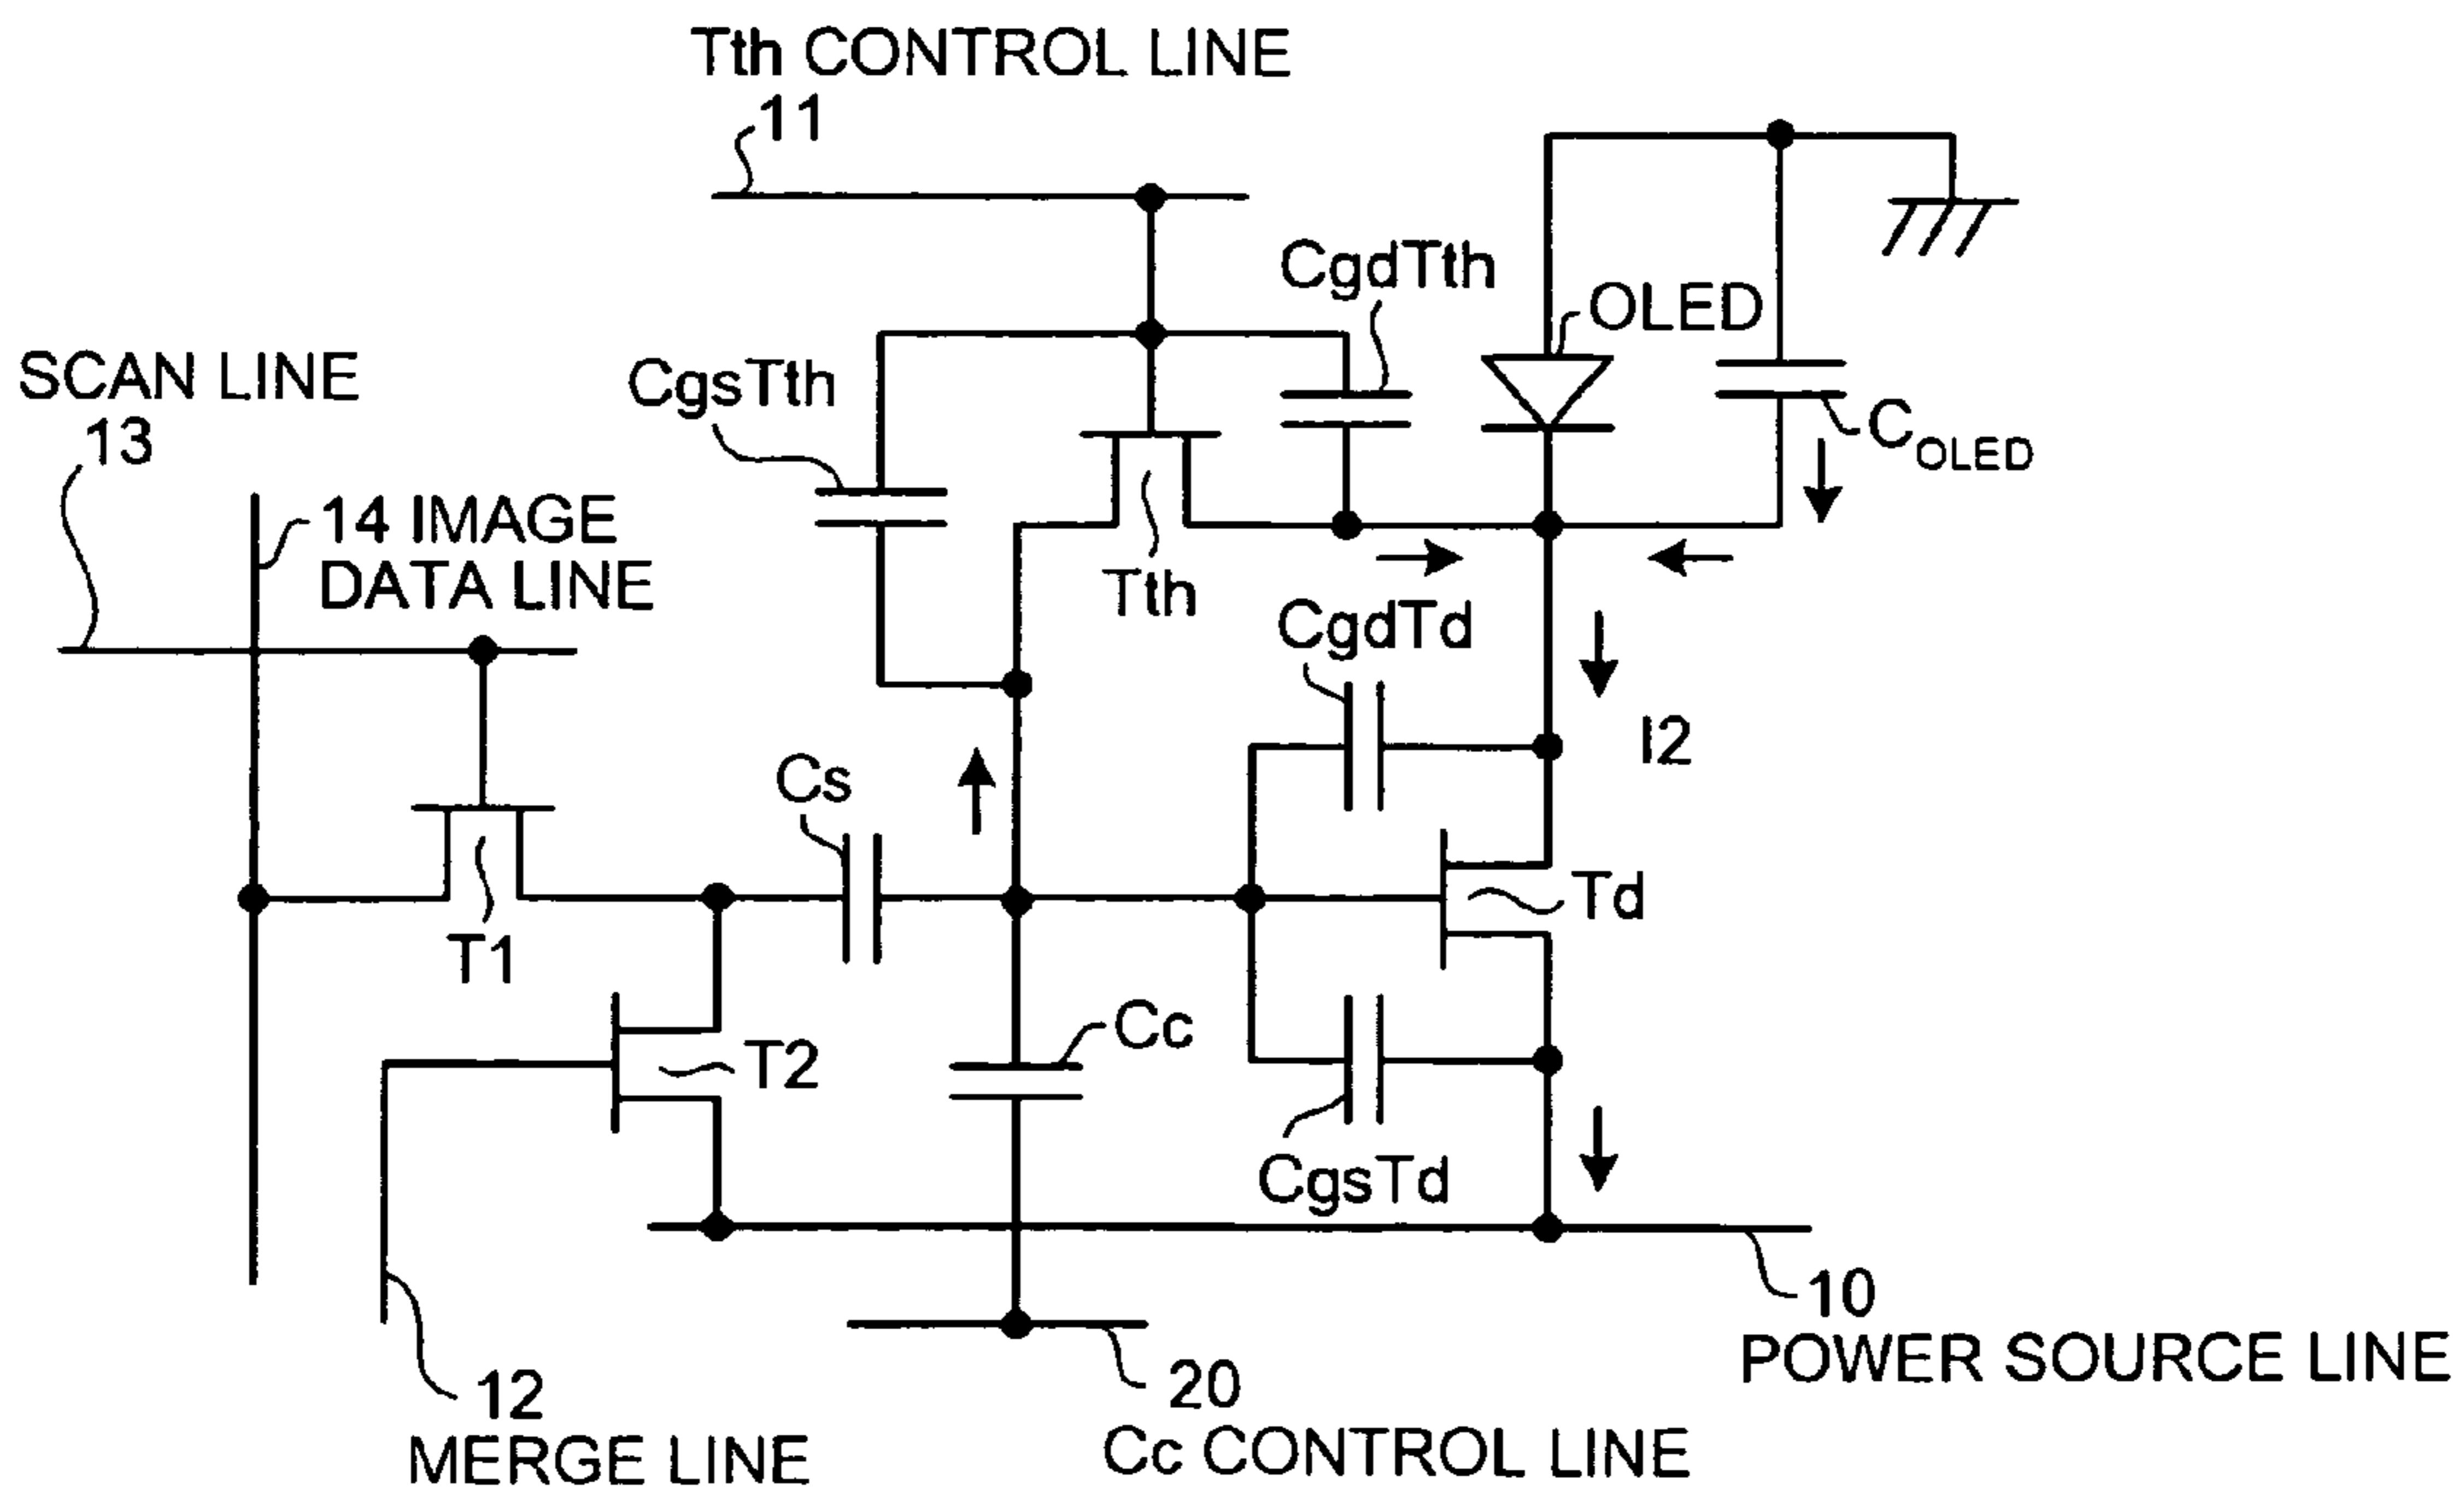 Tth CONTROL LINE
11
CgdTth
OLED
SCAN LINE
13
CgsTth
COLED
14 IMAGE
DATA LINE
Tth
CgdTd
I2
Cs
Td
T1
Cc
T2
CgsTd
10
POWER SOURCE LINE
12
MERGE LINE
20
Cc CONTROL LINE